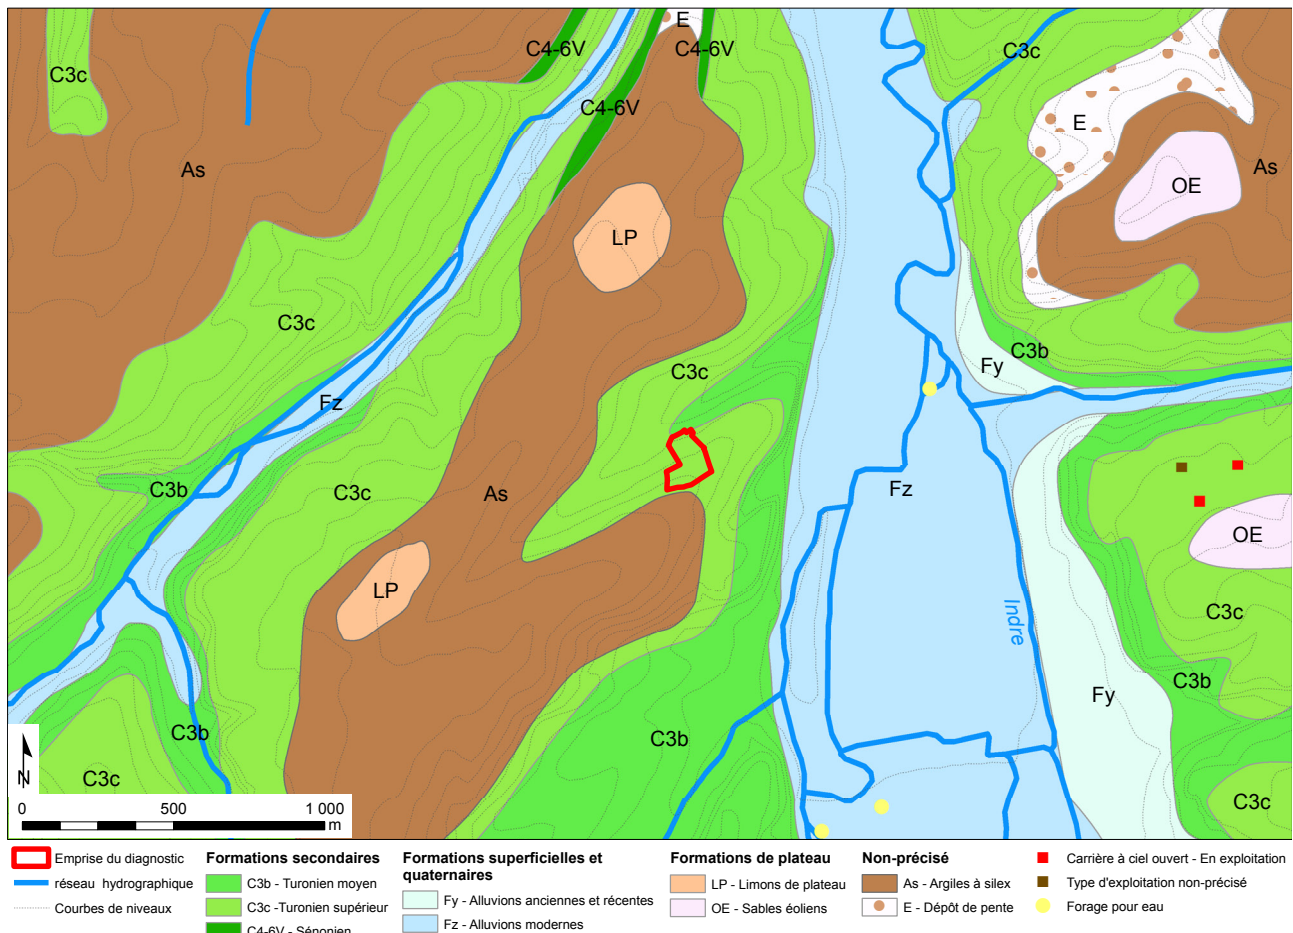 E
C4-6V
C4-6V
C3c
C3c
C4-6V
E
As
As
OE
LP
C3c
C3b
Fy
C3c
Fz
C3b
C3c
As
Fz
OE
LP
Indre
C3c
C3b
Fy
C3b
C3b
C3c
C3c
N
0 500 1 000
m
Emprise du diagnostic
réseau hydrographique
Courbes de niveaux
Formations secondaires
C3b - Turonien moyen
C3c -Turonien supérieur
C4-6V - Sénonien
Formations superficielles et
quaternaires
Fy - Alluvions anciennes et récentes
Fz - Alluvions modernes
Formations de plateau
LP - Limons de plateau
OE - Sables éoliens
Non-précisé
As - Argiles à silex
E - Dépôt de pente
Carrière à ciel ouvert - En exploitation
Type d'exploitation non-précisé
Forage pour eau